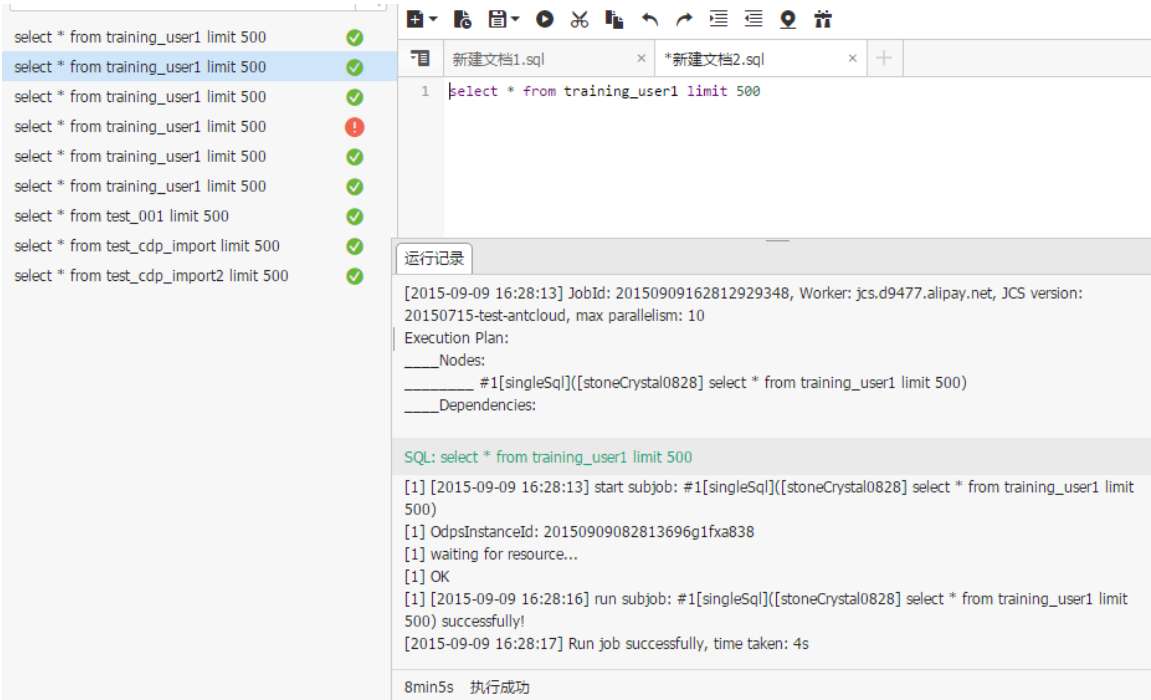 select * from training_user1 limit 500
select * from training_user1 limit 500
select * from training_user1 limit 500
select * from training_user1 limit 500
select * from training_user1 limit 500
select * from training_user1 limit 500
select * from test_001 limit 500
select * from test_cdp_import limit 500
select * from test_cdp_import2 limit 500
新建文档1.sql × *新建文档2.sql ×
1 select * from training_user1 limit 500
运行记录
[2015-09-09 16:28:13] JobId: 20150909162812929348, Worker: jcs.d9477.alipay.net, JCS version:
20150715-test-antcloud, max parallelism: 10
Execution Plan:
____Nodes:
________ #1[singleSql]([stoneCrystal0828] select * from training_user1 limit 500)
____Dependencies:
SQL: select * from training_user1 limit 500
[1] [2015-09-09 16:28:13] start subjob: #1[singleSql]([stoneCrystal0828] select * from training_user1 limit
500)
[1] OdpsInstanceId: 20150909082813696g1fxa838
[1] waiting for resource...
[1] OK
[1] [2015-09-09 16:28:16] run subjob: #1[singleSql]([stoneCrystal0828] select * from training_user1 limit
500) successfully!
[2015-09-09 16:28:17] Run job successfully, time taken: 4s
8min5s 执行成功